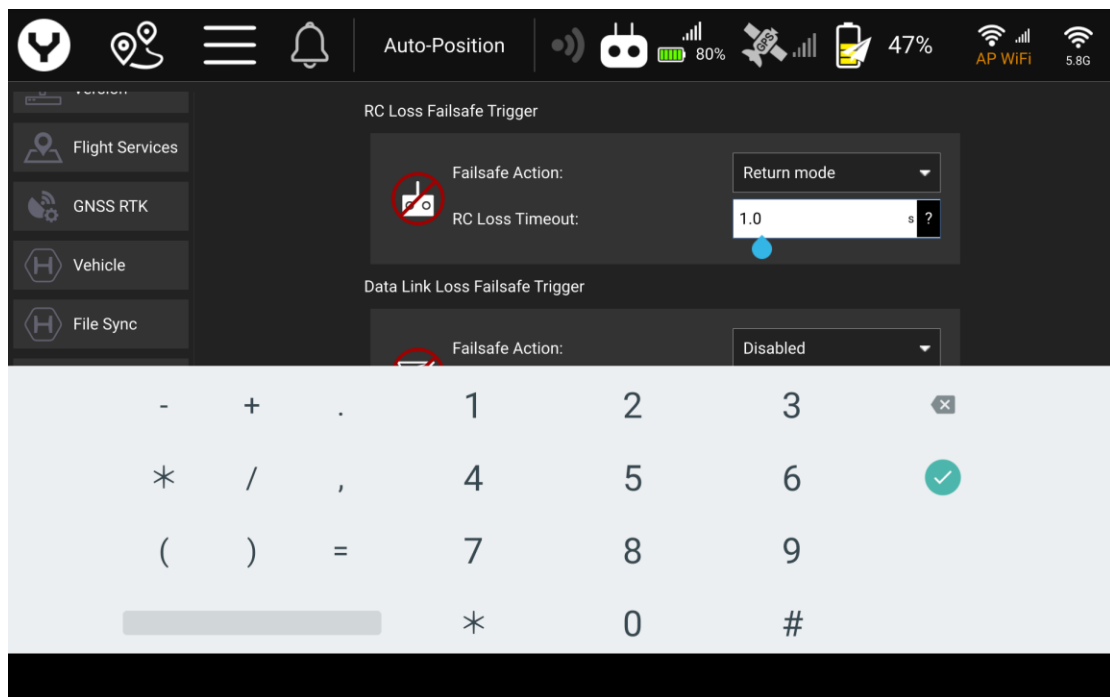 Auto-Position
80%
GPS
47%
AP WiFi
5.8G
Version
Flight Services
GNSS RTK
Vehicle
File Sync
RC Loss Failsafe Trigger
Failsafe Action:
Return mode
RC Loss Timeout:
1.0
s
?
Data Link Loss Failsafe Trigger
Failsafe Action:
Disabled
- + . 1 2 3
* / , 4 5 6
( ) = 7 8 9
* 0 #